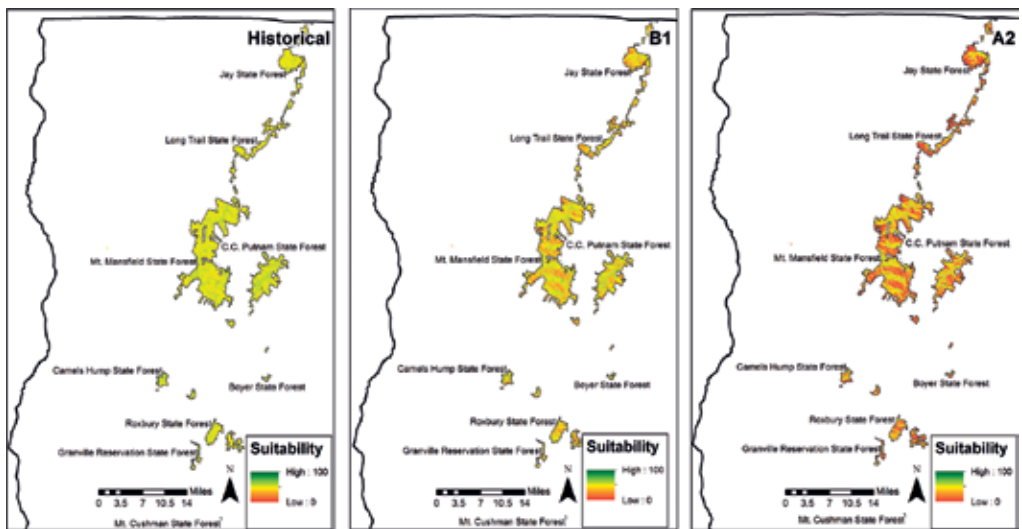 Historical
Jay State Forest
Long Trail State Forest
C.C. Putnam State Forest
Mt. Mansfield State Forest
Camels Hump State Forest
Boyer State Forest
Roxbury State Forest
Granville Reservation State Forest
Suitability
High : 100
Low : 0
N
Miles
0 3.5 7 10.5 14
Mt. Cushman State Forest
B1
Jay State Forest
Long Trail State Forest
C.C. Putnam State Forest
Mt. Mansfield State Forest
Camels Hump State Forest
Boyer State Forest
Roxbury State Forest
Granville Reservation State Forest
Suitability
High : 100
Low : 0
N
Miles
0 3.5 7 10.5 14
Mt. Cushman State Forest
A2
Jay State Forest
Long Trail State Forest
C.C. Putnam State Forest
Mt. Mansfield State Forest
Camels Hump State Forest
Boyer State Forest
Roxbury State Forest
Granville Reservation State Forest
Suitability
High : 100
Low : 0
N
Miles
0 3.5 7 10.5 14
Mt. Cushman State Forest